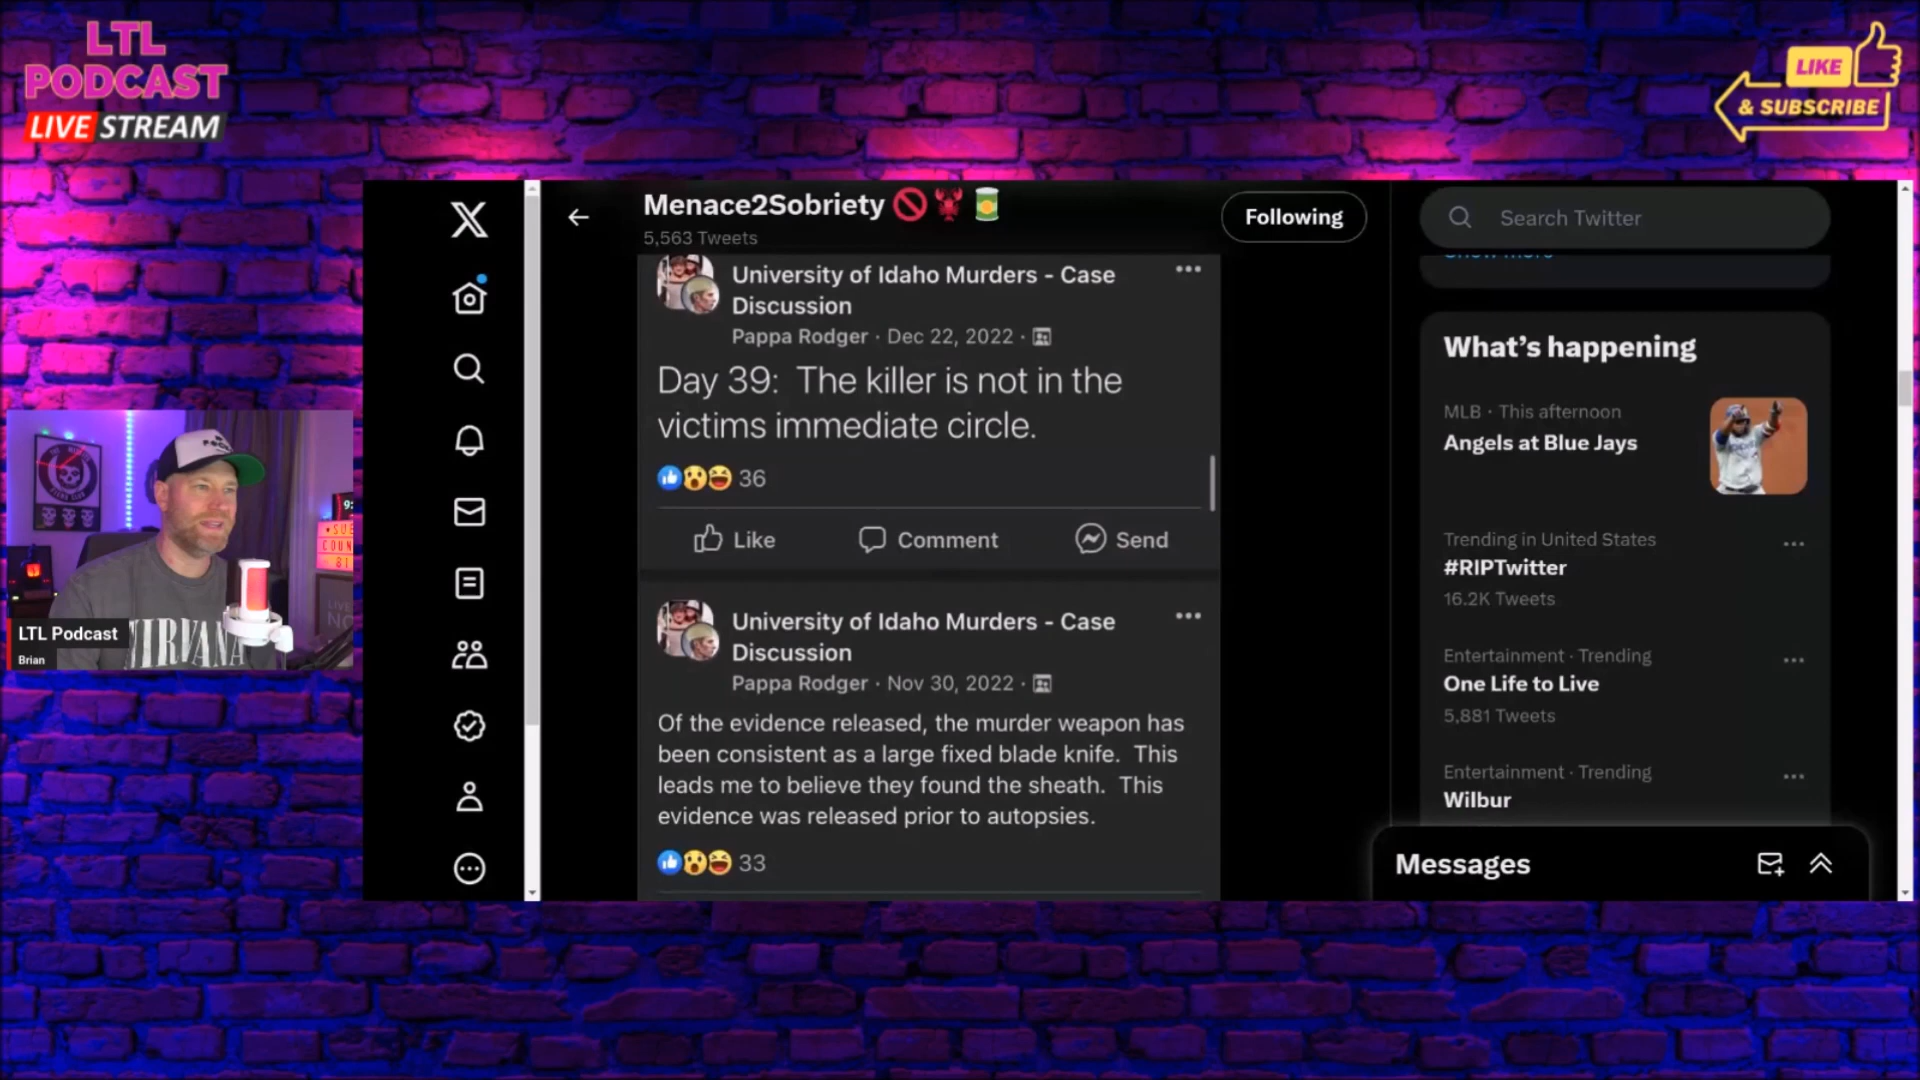 LTL
PODCAST
LIVE STREAM
LIKE
& SUBSCRIBE
Menace2Sobriety
5,563 Tweets
Following
Search Twitter
University of Idaho Murders - Case
Discussion
Pappa Rodger · Dec 22, 2022 ·
Day 39: The killer is not in the
victims immediate circle.
36
Like
Comment
Send
University of Idaho Murders - Case
Discussion
Pappa Rodger · Nov 30, 2022 ·
Of the evidence released, the murder weapon has
been consistent as a large fixed blade knife. This
leads me to believe they found the sheath. This
evidence was released prior to autopsies.
33
What's happening
MLB · This afternoon
Angels at Blue Jays
Trending in United States
#RIPTwitter
16.2K Tweets
Entertainment · Trending
One Life to Live
5,881 Tweets
Entertainment · Trending
Wilbur
Messages
9:
SUB
COUN
81
NIRVANA
LTL Podcast
Brian